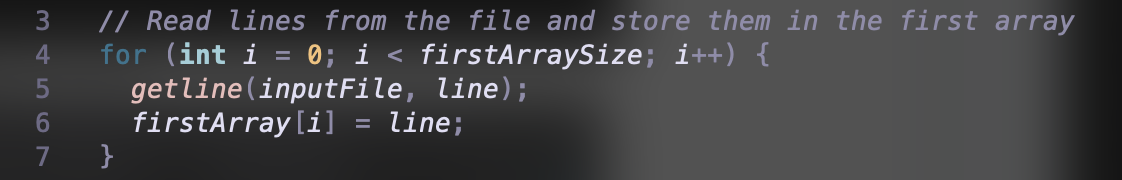 3 // Read lines from the file and store them in the first array
4 for (int i = 0; i < firstArraySize; i++) {
5 getline(inputFile, line);
6 firstArray[i] = line;
7 }